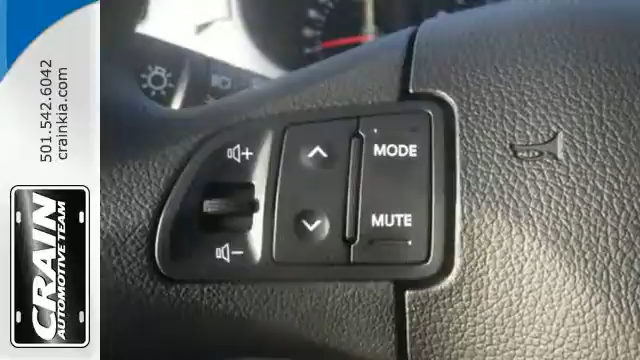 501.542.6042
crainkia.com
CRAIN
AUTOMOTIVE TEAM
+
MODE
MUTE
-